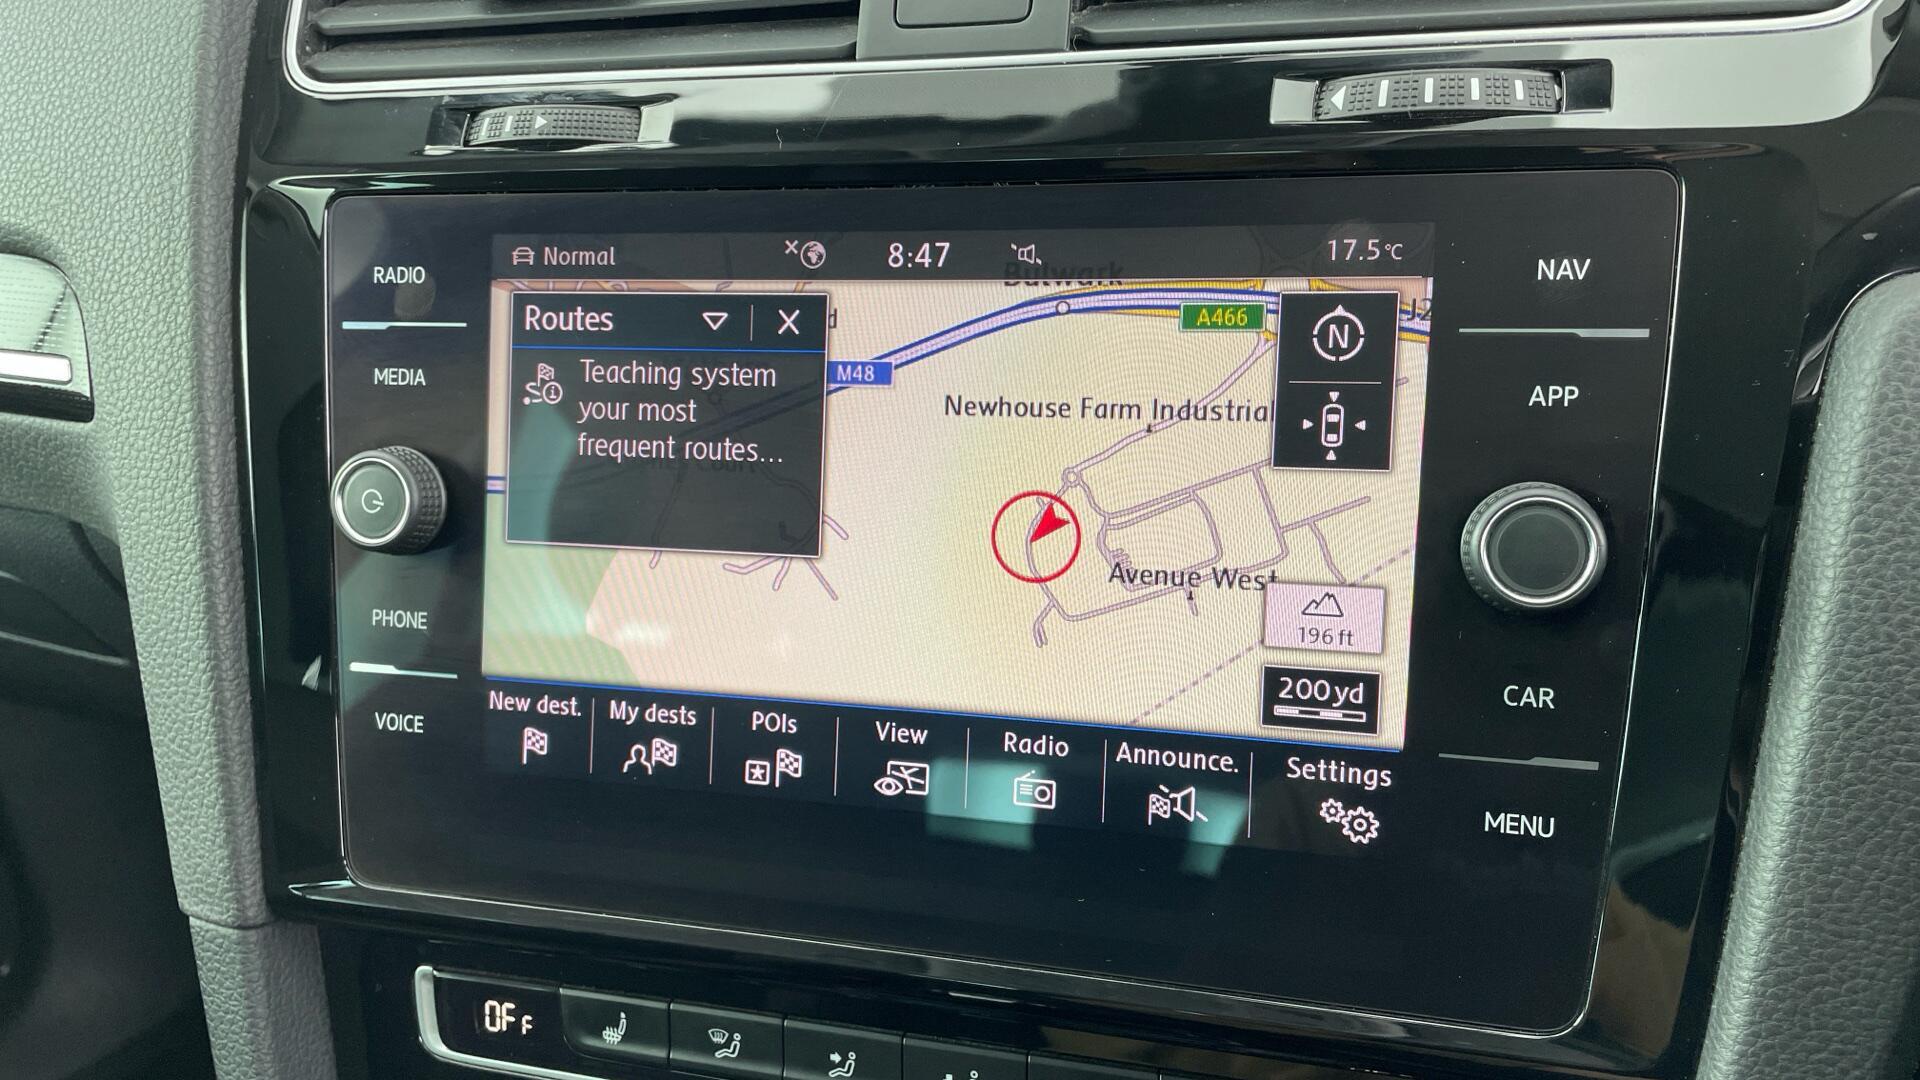 Normal
8:47
17.5°C
RADIO
MEDIA
PHONE
VOICE
Routes
Teaching system
your most
frequent routes...
Bulwark
A466
M48
Newhouse Farm Industrial
Avenue West
N
196 ft
200 yd
New dest.
My dests
POIs
View
Radio
Announce.
Settings
NAV
APP
CAR
MENU
OFF